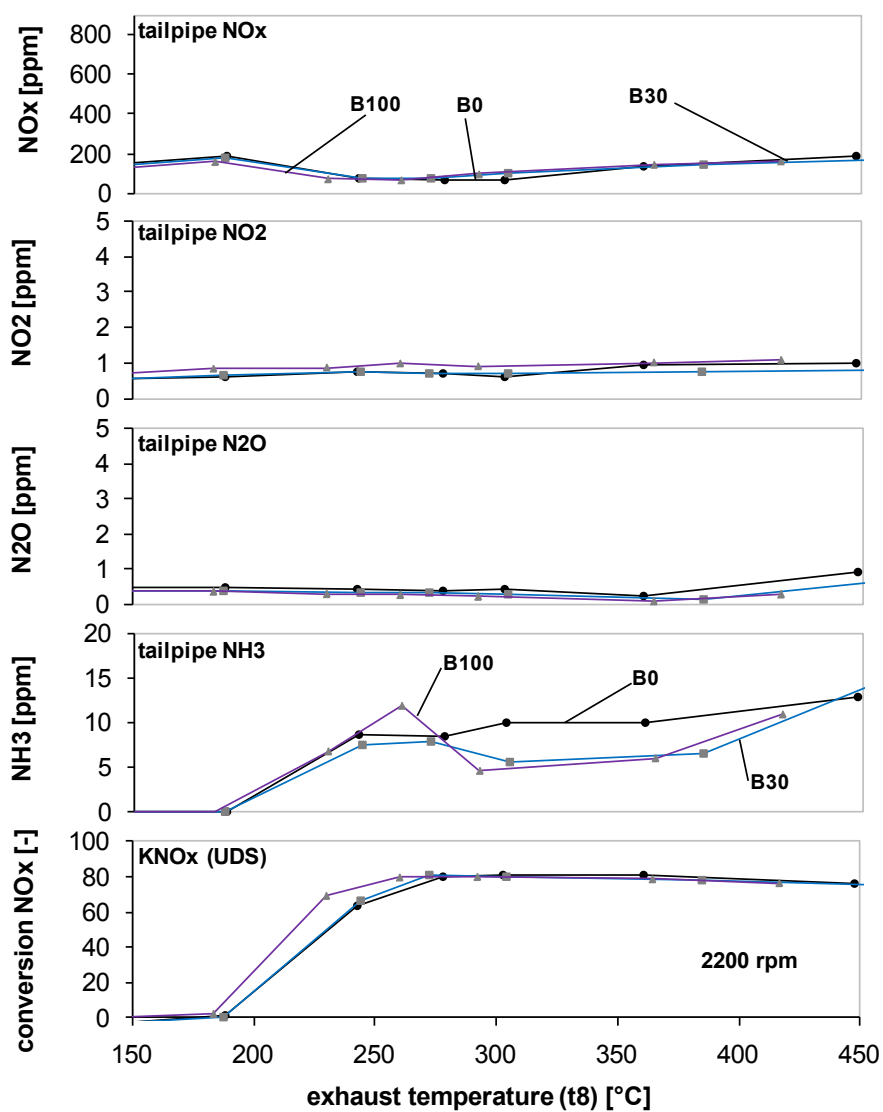 tailpipe NOx
NOx [ppm]
800
600
400
200
0
B100
B0
B30
tailpipe NO2
NO2 [ppm]
5
4
3
2
1
0
tailpipe N2O
N2O [ppm]
5
4
3
2
1
0
tailpipe NH3
NH3 [ppm]
20
15
10
5
0
B100
B0
B30
KNOx (UDS)
conversion NOx [-]
100
80
60
40
20
0
2200 rpm
150 200 250 300 350 400 450
exhaust temperature (t8) [°C]